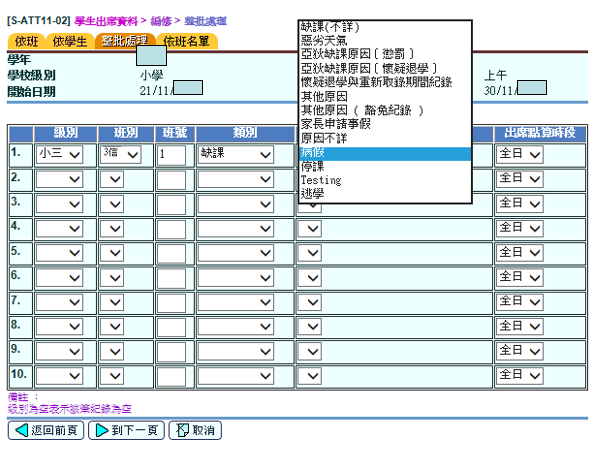 [S-ATT11-02] 學生出席資料 > 編修 > 整批處理
依班 依學生 整批處理 依班名單
學年
學校級別 小學 上午
開始日期 21/11/ 30/11/
缺課(不詳)
惡劣天氣
亞狄缺課原因〔懲罰〕
亞狄缺課原因〔懷疑退學〕
懷疑退學與重新取錄期間紀錄
其他原因
其他原因 ( 豁免紀錄 )
家長申請事假
原因不詳
病假
停課
Testing
逃學
級別 班別 班號 類別 出席點算時段
1. 小三 3信 1 缺課 全日
2. 全日
3. 全日
4. 全日
5. 全日
6. 全日
7. 全日
8. 全日
9. 全日
10. 全日
備註 :
級別為空表示該筆紀錄為空
返回前頁 到下一頁 取消